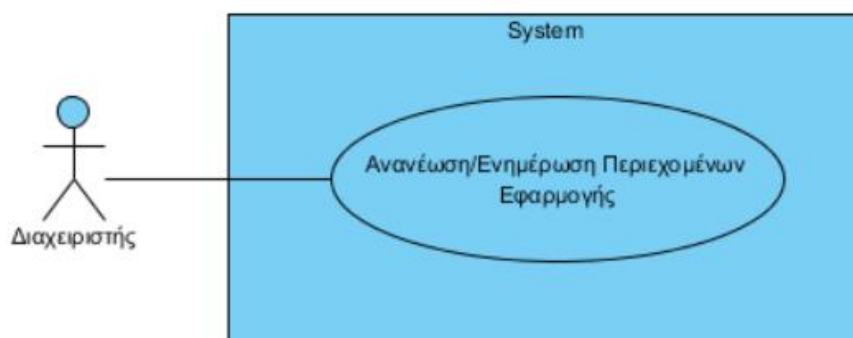 System
Ανανέωση/Ενημέρωση Περιεχομένων
Εφαρμογής
Διαχειριστής